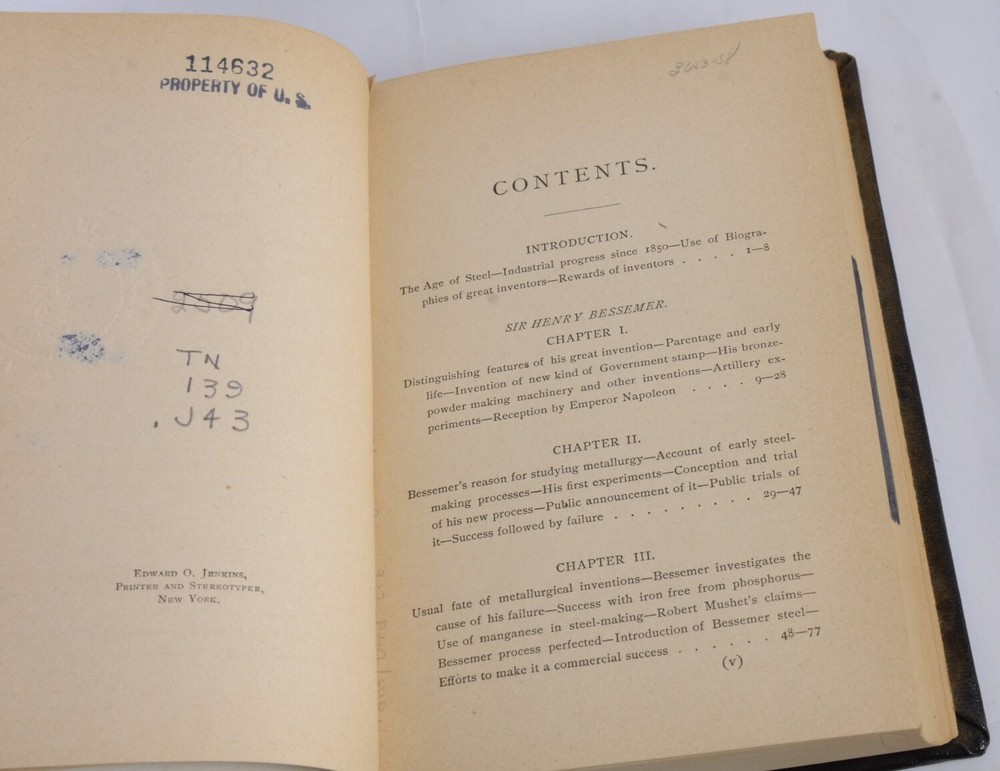 114632
PROPERTY OF U. S.
2509
TN
139
.J43
EDWARD O. JENKINS,
PRINTER AND STEREOTYPER,
NEW YORK.
CONTENTS.
INTRODUCTION.
The Age of Steel—Industrial progress since 1850—Use of Biogra-
phies of great inventors—Rewards of inventors . . . . 1—8
SIR HENRY BESSEMER.
CHAPTER I.
Distinguishing features of his great invention—Parentage and early
life—Invention of new kind of Government stamp—His bronze-
powder making machinery and other inventions—Artillery ex-
periments—Reception by Emperor Napoleon . . . . 9—28
CHAPTER II.
Bessemer's reason for studying metallurgy—Account of early steel-
making processes—His first experiments—Conception and trial
of his new process—Public announcement of it—Public trials of
it—Success followed by failure . . . . . . . . . 29—47
CHAPTER III.
Usual fate of metallurgical inventions—Bessemer investigates the
cause of his failure—Success with iron free from phosphorus—
Use of manganese in steel-making—Robert Mushet's claims—
Bessemer process perfected—Introduction of Bessemer steel—
Efforts to make it a commercial success . . . . . . 48—77
(v)